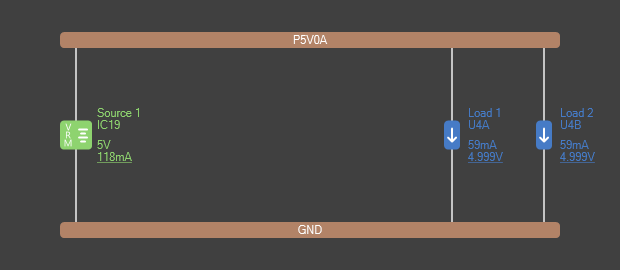 P5V0A
Source 1
IC19
VRM
5V
118mA
Load 1
U4A
59mA
4.999V
Load 2
U4B
59mA
4.999V
GND